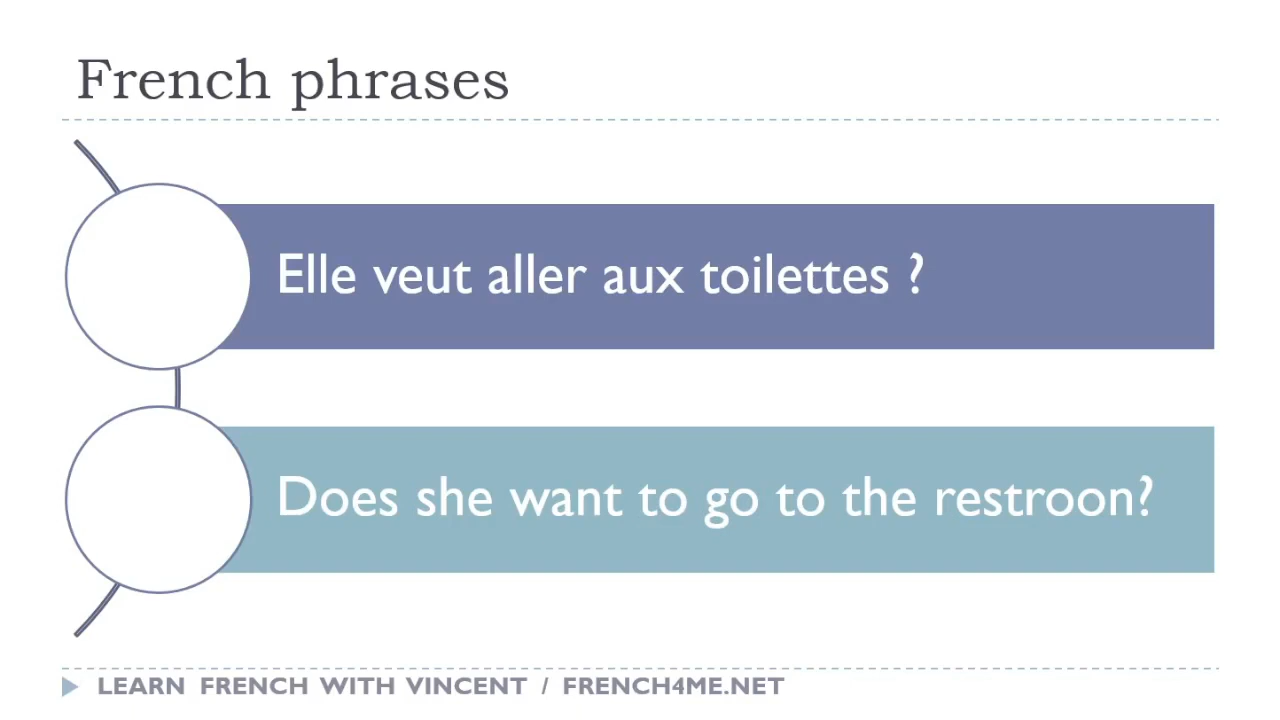 French phrases
Elle veut aller aux toilettes ?
Does she want to go to the restroon?
LEARN FRENCH WITH VINCENT / FRENCH4ME.NET